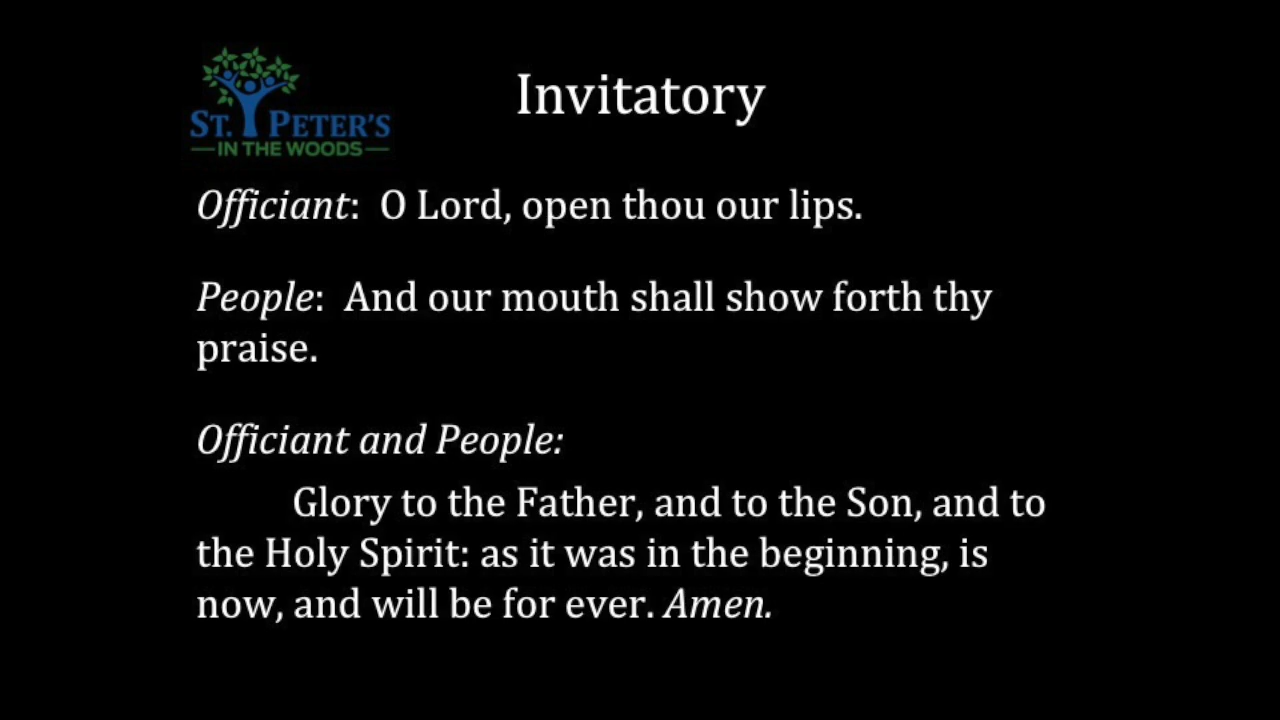 Invitatory
ST. PETER'S
IN THE WOODS
Officiant:  O Lord, open thou our lips.
People:  And our mouth shall show forth thy
praise.
Officiant and People:
Glory to the Father, and to the Son, and to
the Holy Spirit: as it was in the beginning, is
now, and will be for ever. Amen.